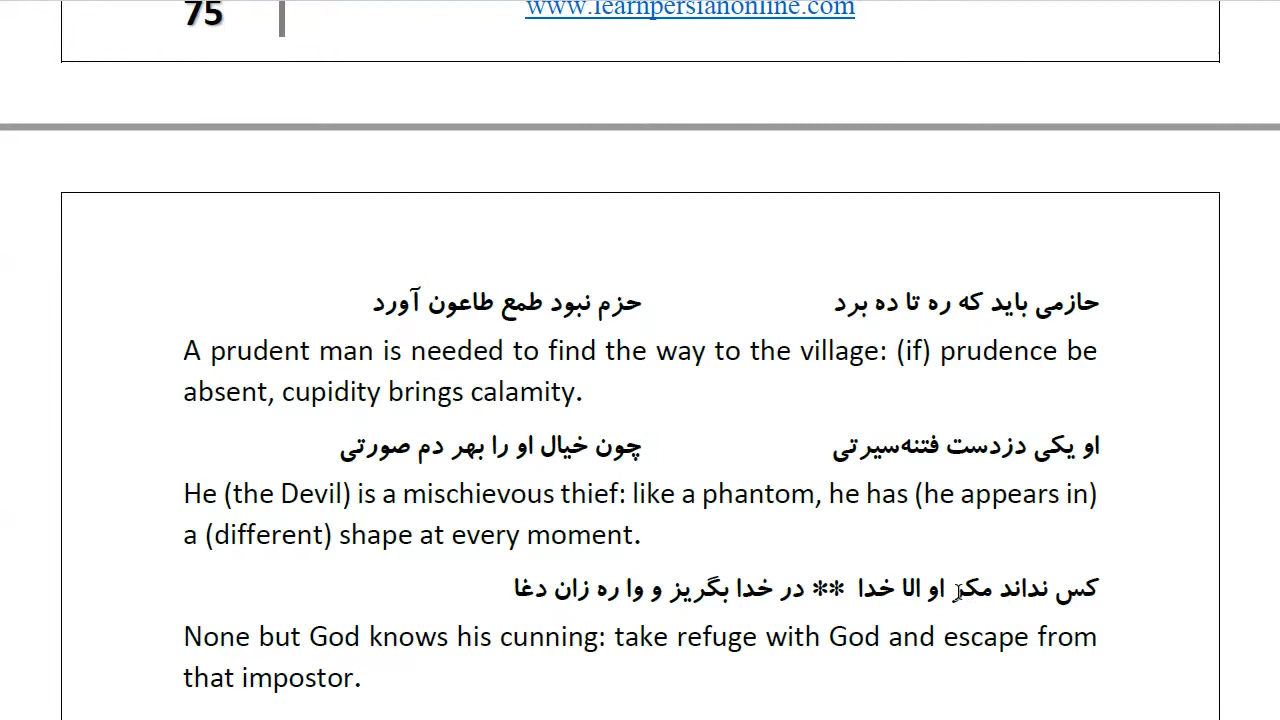 75 www.learnpersianonline.com
حازمی باید که ره تا ده برد حزم نبود طمع طاعون آورد
A prudent man is needed to find the way to the village: (if) prudence be
absent, cupidity brings calamity.
او یکی دزدست فتنه‌سیرتی چون خیال او را بهر دم صورتی
He (the Devil) is a mischievous thief: like a phantom, he has (he appears in)
a (different) shape at every moment.
کس نداند مکر او الا خدا ** در خدا بگریز و وا ره زان دغا
None but God knows his cunning: take refuge with God and escape from
that impostor.